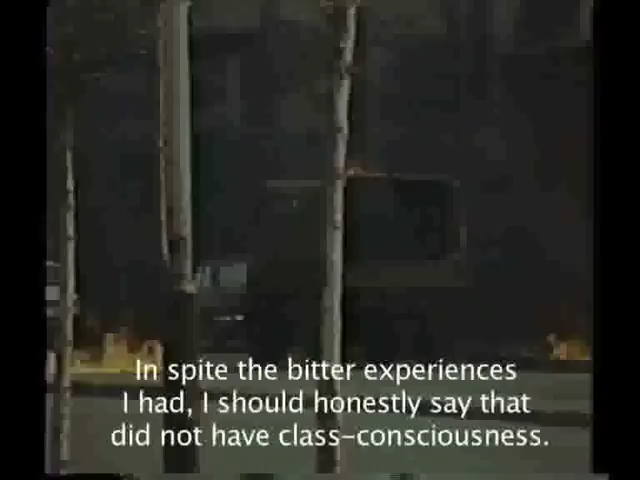 In spite the bitter experiences
I had, I should honestly say that
did not have class-consciousness.